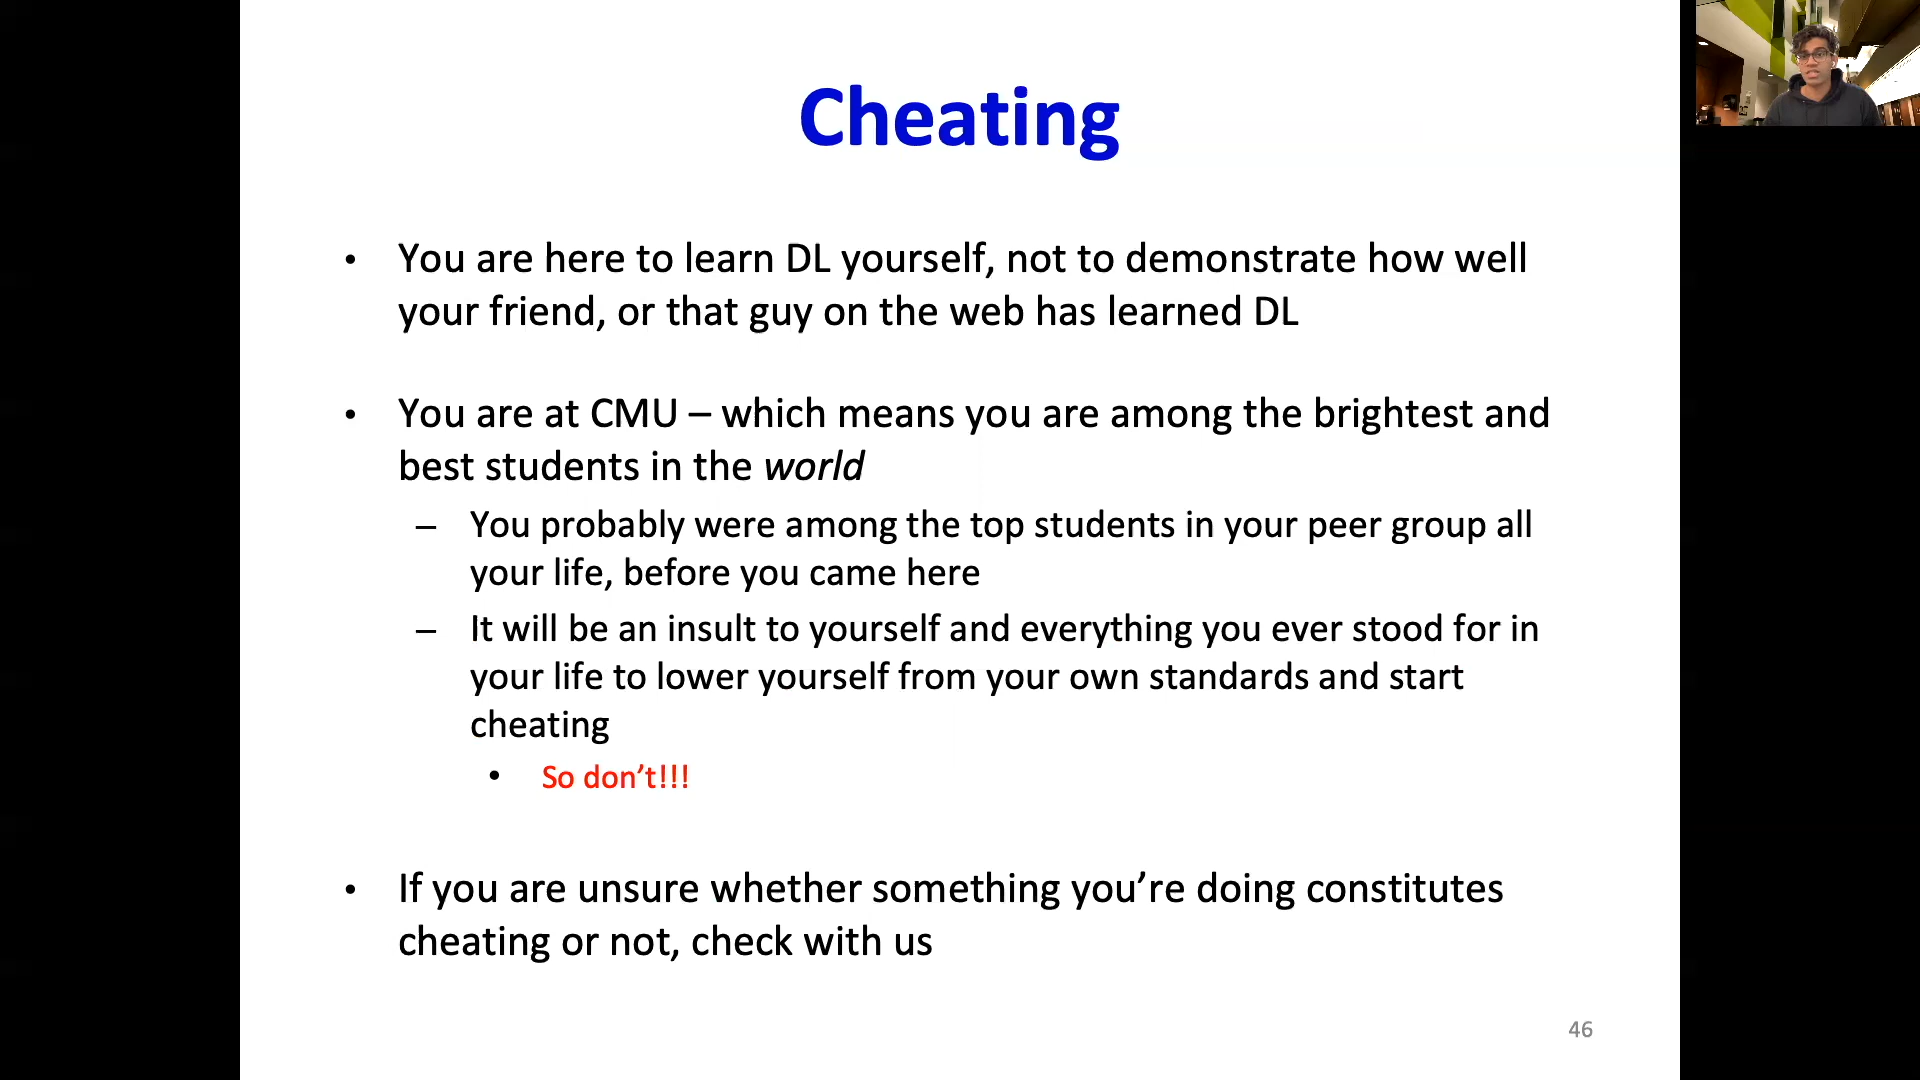 Cheating
• You are here to learn DL yourself, not to demonstrate how well
your friend, or that guy on the web has learned DL
• You are at CMU – which means you are among the brightest and
best students in the world
– You probably were among the top students in your peer group all
your life, before you came here
– It will be an insult to yourself and everything you ever stood for in
your life to lower yourself from your own standards and start
cheating
• So don’t!!!
• If you are unsure whether something you’re doing constitutes
cheating or not, check with us
46